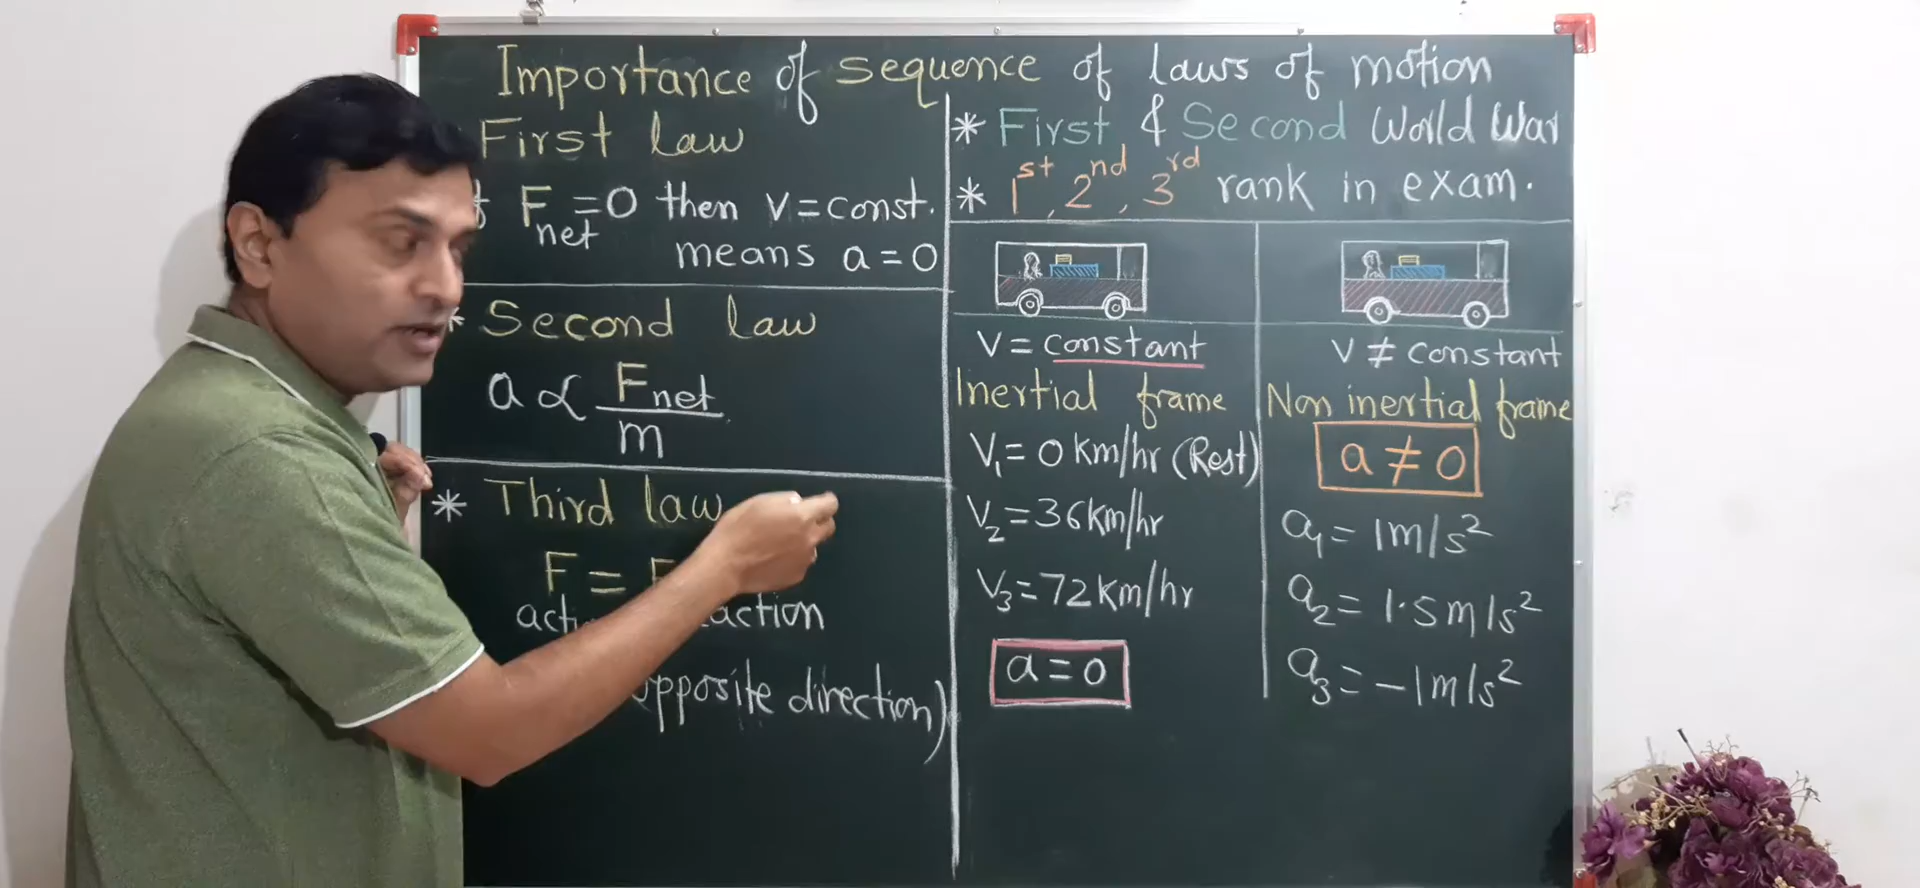 Importance of sequence of laws of motion
First law
F net = 0 then v = const.
means a = 0
* Second law
a ∝ F net / m
* Third law
F = F
action
opposite direction)
* First & Second World War
* 1st, 2nd, 3rd rank in exam.
V = constant
Inertial frame
V1 = 0 km/hr (Rest)
V2 = 36 km/hr
V3 = 72 km/hr
a = 0
V ≠ constant
Non inertial frame
a ≠ 0
a1 = 1 m/s²
a2 = 1.5 m/s²
a3 = -1 m/s²